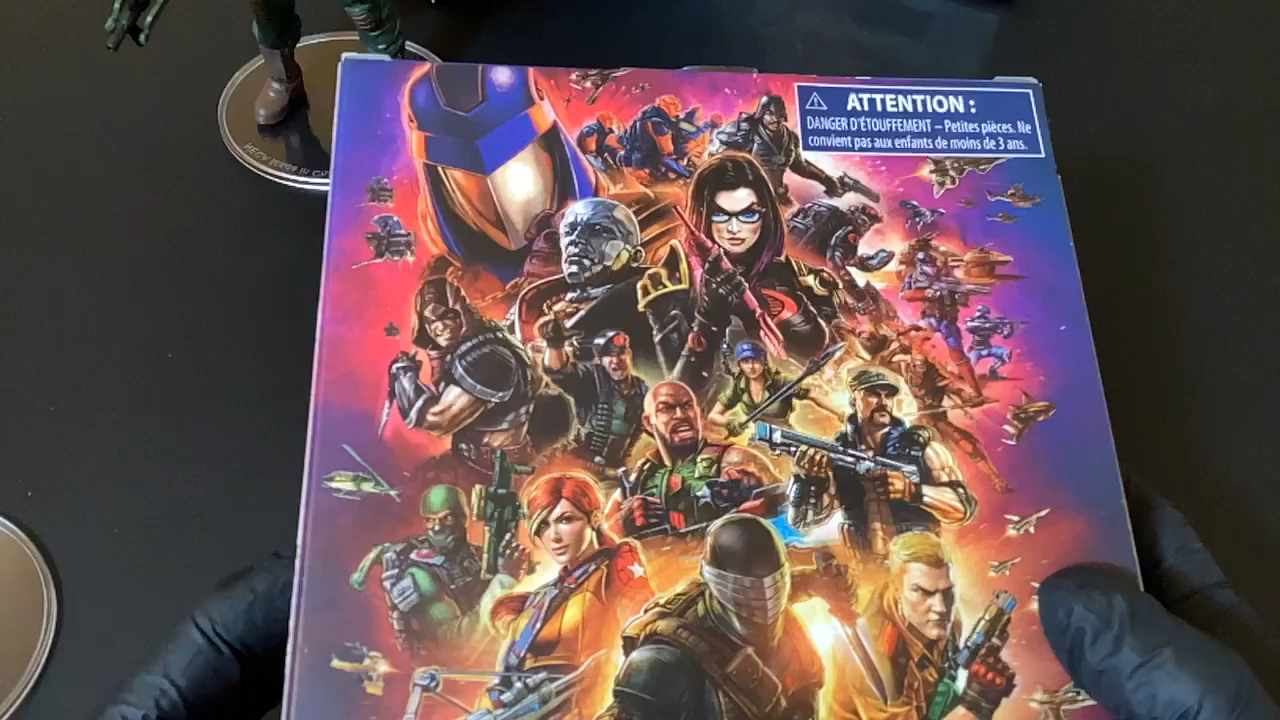 ATTENTION :
DANGER D'ÉTOUFFEMENT – Petites pièces. Ne
convient pas aux enfants de moins de 3 ans.